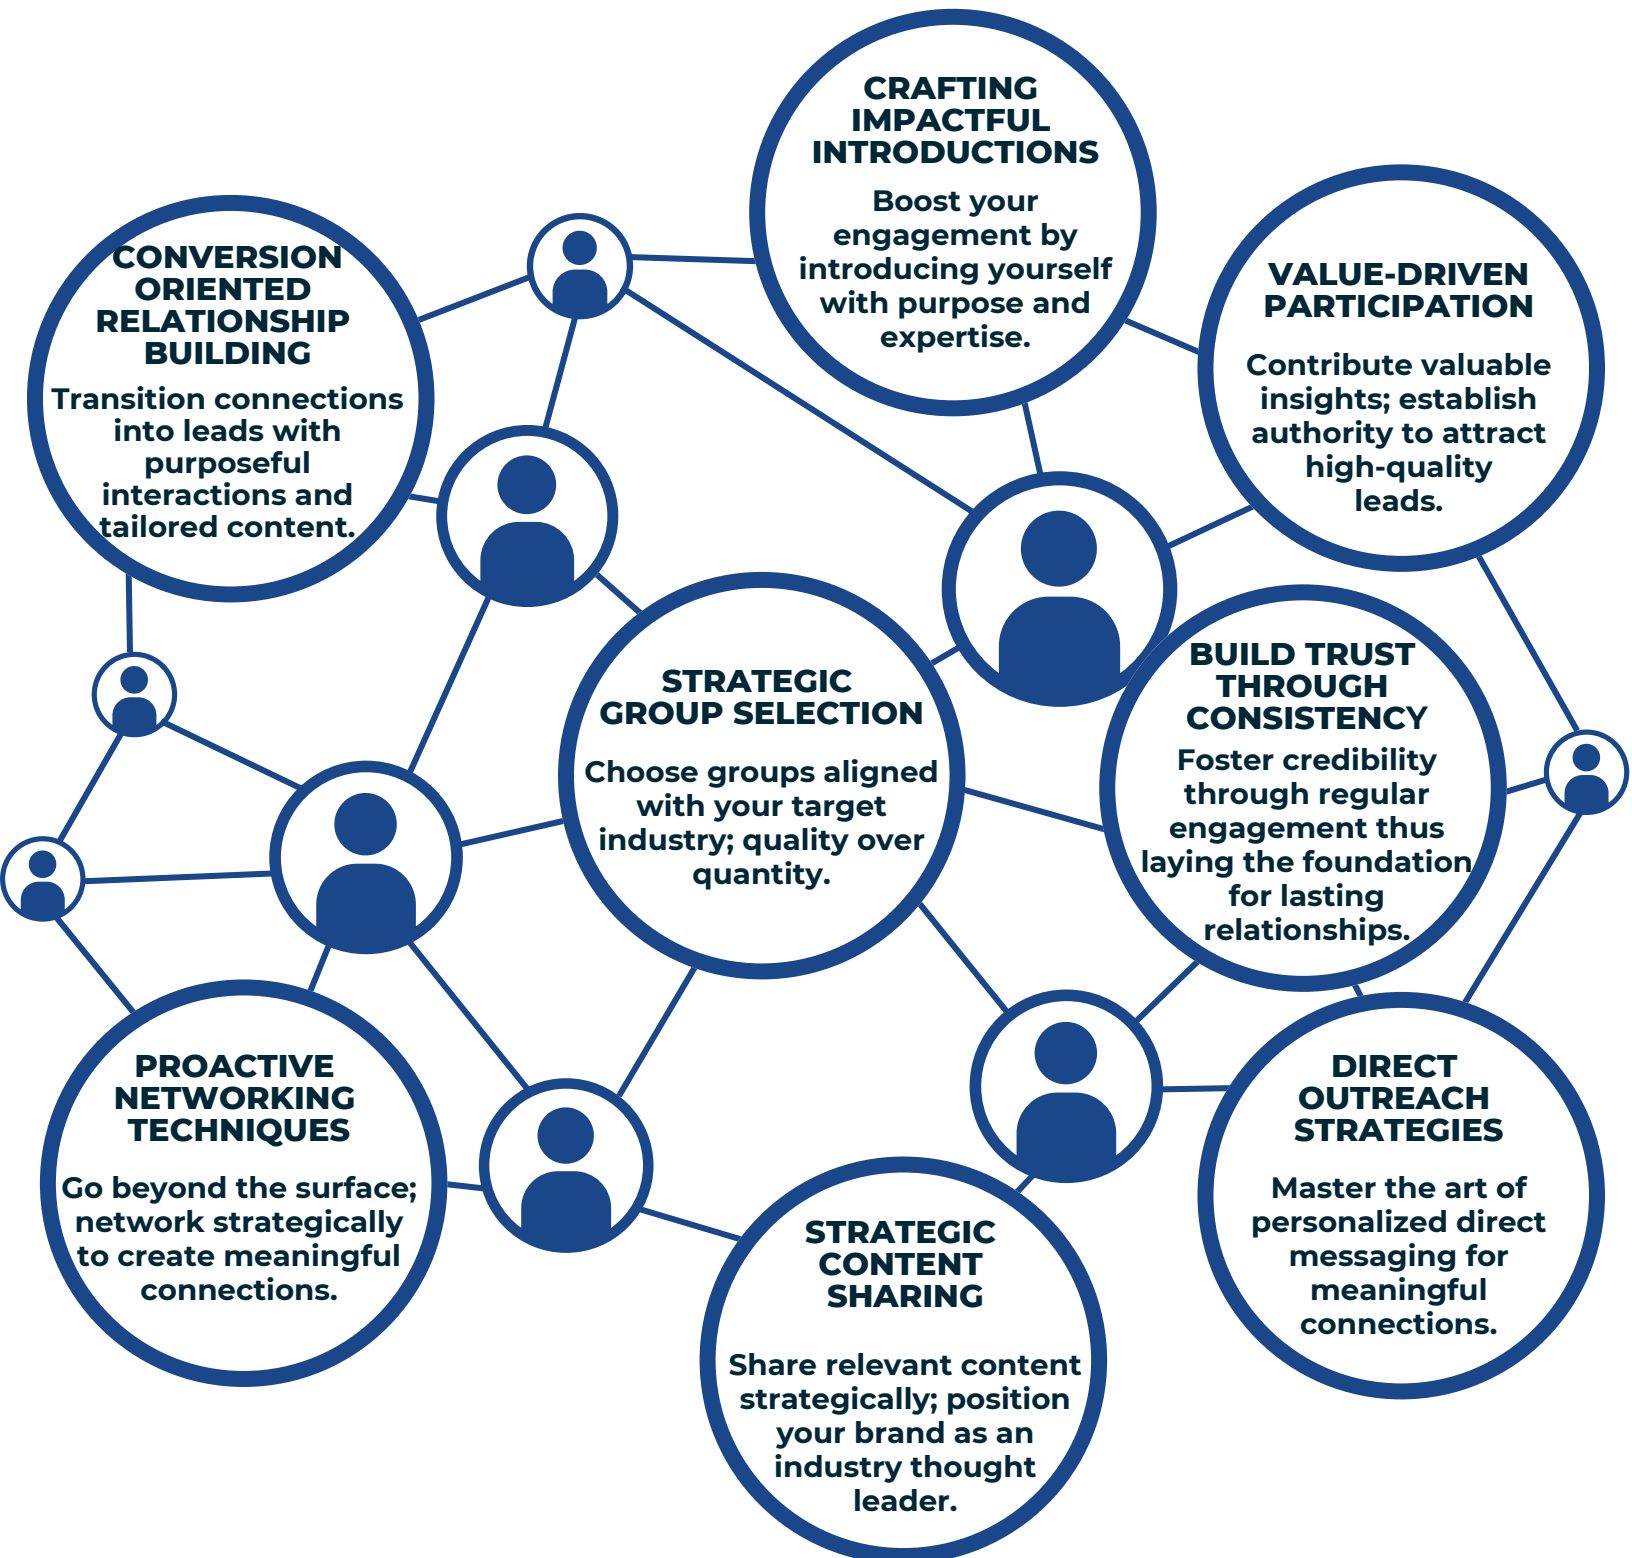 CRAFTING
IMPACTFUL
INTRODUCTIONS
Boost your
engagement by
introducing yourself
with purpose and
expertise.
CONVERSION
ORIENTED
RELATIONSHIP
BUILDING
Transition connections
into leads with
purposeful
interactions and
tailored content.
VALUE-DRIVEN
PARTICIPATION
Contribute valuable
insights; establish
authority to attract
high-quality
leads.
STRATEGIC
GROUP SELECTION
Choose groups aligned
with your target
industry; quality over
quantity.
BUILD TRUST
THROUGH
CONSISTENCY
Foster credibility
through regular
engagement thus
laying the foundation
for lasting
relationships.
PROACTIVE
NETWORKING
TECHNIQUES
Go beyond the surface;
network strategically
to create meaningful
connections.
DIRECT
OUTREACH
STRATEGIES
Master the art of
personalized direct
messaging for
meaningful
connections.
STRATEGIC
CONTENT
SHARING
Share relevant content
strategically; position
your brand as an
industry thought
leader.